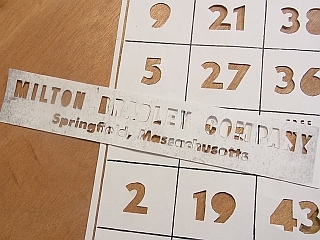 9 21 38
5 27 36
MILTON BRADLEY COMPANY
Springfield, Massachusetts
2 19 43